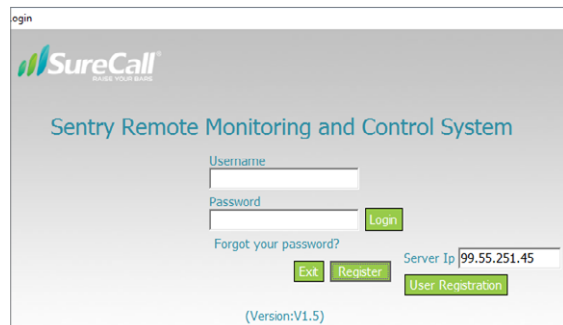 ogin
SureCall®
RAISE YOUR BARS
Sentry Remote Monitoring and Control System
Username
Password
Login
Forgot your password?
Server Ip 99.55.251.45
Exit Register
User Registration
(Version:V1.5)